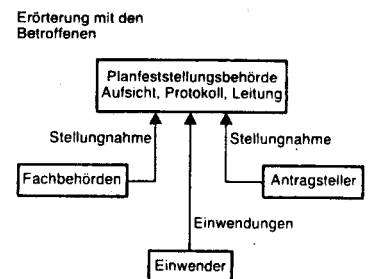 Erörterung mit den
Betroffenen
Planfeststellungsbehörde
Aufsicht, Protokoll, Leitung
Stellungnahme
Stellungnahme
Fachbehörden
Antragsteller
Einwendungen
Einwender